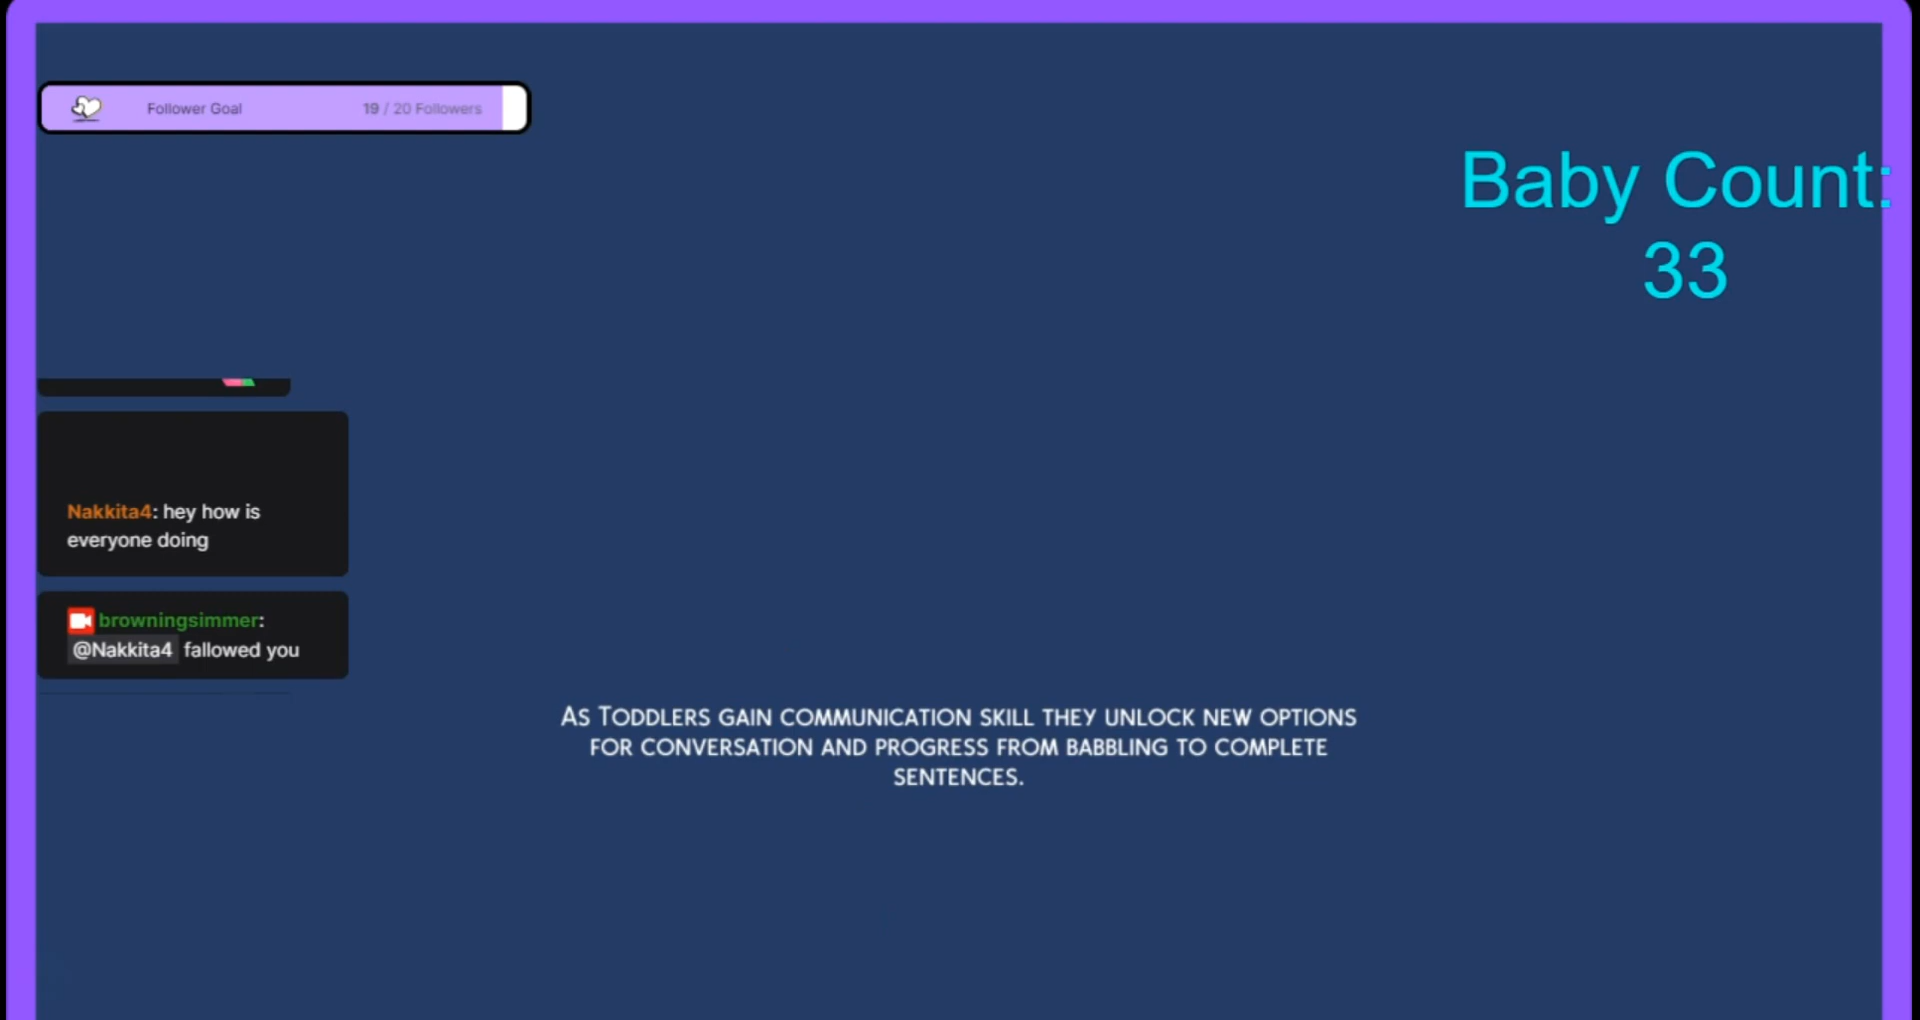 Follower Goal 19 / 20 Followers
Baby Count:
33
Nakkita4: hey how is
everyone doing
browningsimmer:
@Nakkita4 fallowed you
As Toddlers gain communication skill they unlock new options
for conversation and progress from babbling to complete
sentences.